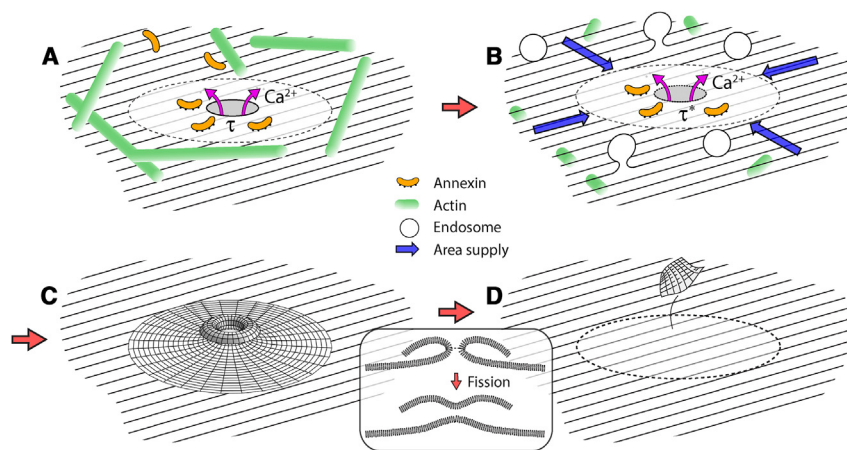 A
Ca2+
τ
B
Ca2+
τ*
Annexin
Actin
Endosome
Area supply
C
D
Fission